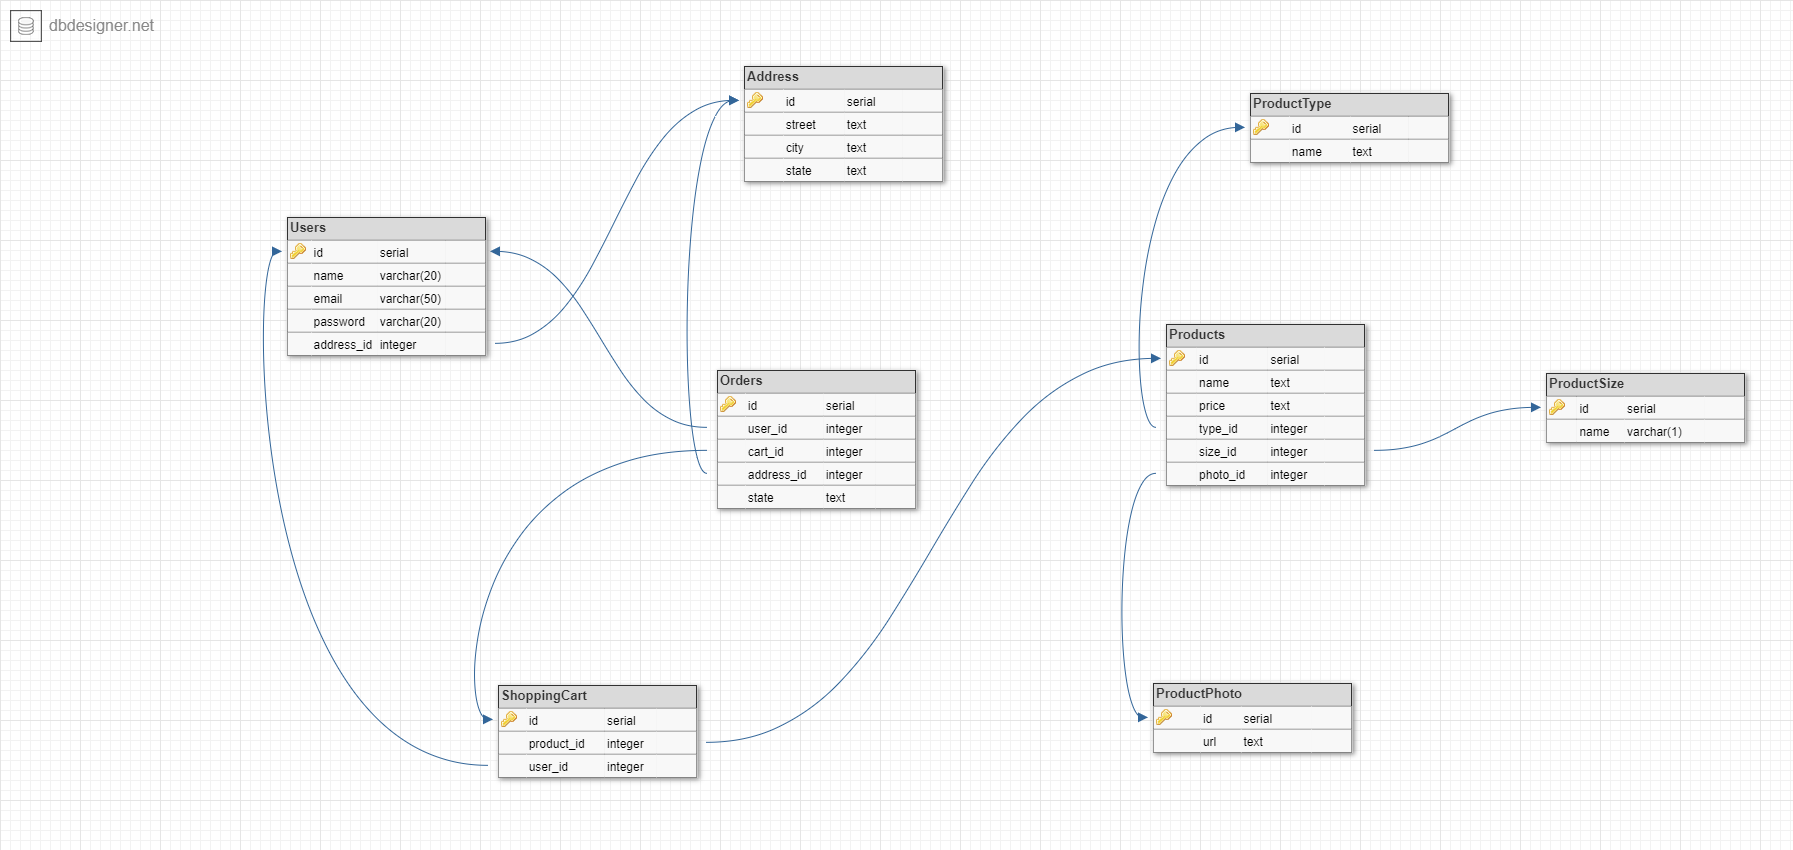 dbdesigner.net
Address
id serial
street text
city text
state text
ProductType
id serial
name text
Users
id serial
name varchar(20)
email varchar(50)
password varchar(20)
address_id integer
Orders
id serial
user_id integer
cart_id integer
address_id integer
state text
Products
id serial
name text
price text
type_id integer
size_id integer
photo_id integer
ProductSize
id serial
name varchar(1)
ShoppingCart
id serial
product_id integer
user_id integer
ProductPhoto
id serial
url text